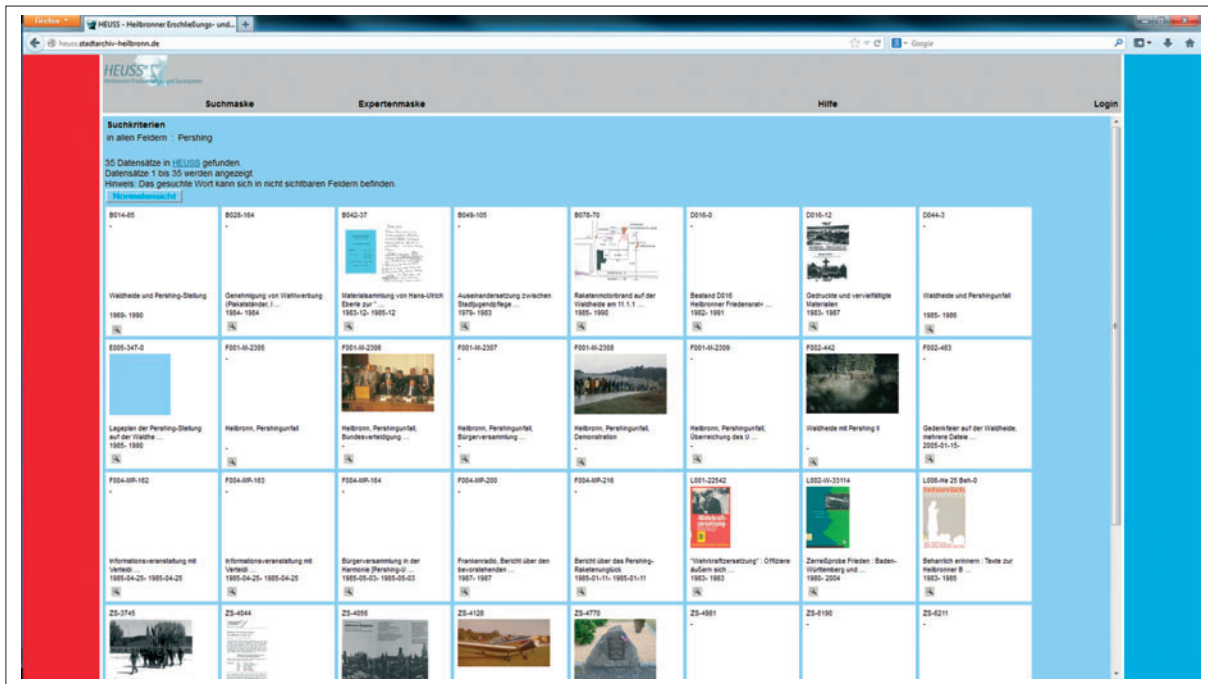 Firefox
HEUSS - Heilbronner Erschließungs- und...
heuss.stadtarchiv-heilbronn.de
Google
HEUSS
Suchmaske Expertenmaske Hilfe Login
Suchkriterien
in allen Feldern : Pershing
35 Datensätze in HEUSS gefunden.
Datensätze 1 bis 35 werden angezeigt.
Hinweis: Das gesuchte Wort kann sich in nicht sichtbaren Feldern befinden.
Normalansicht
B014-65
-
Waldheide und Pershing-Stellung
1969- 1990
B028-164
-
Genehmigung von Wahlwerbung
(Plakatständer, I ...
1984- 1984
B042-37
Materialsammlung von Hans-Ulrich
Eberle zur " ...
1983-12- 1985-12
B049-105
-
Auseinandersetzung zwischen
Stadtjugendpflege ...
1979- 1983
B078-70
Raketenmotorbrand auf der
Waldheide am 11.1.1 ...
1985- 1990
D016-0
-
Bestand D016
Heilbronner Friedensrat= ...
1982- 1991
D016-12
Gedruckte und vervielfältigte
Materialien
1983- 1987
D044-3
-
Waldheide und Pershingunfall
1985- 1986
E005-347-0
Lageplan der Pershing-Stellung
auf der Waldhe ...
1985- 1990
F001-M-2305
-
Heilbronn, Pershingunfall
-
F001-M-2306
Heilbronn, Pershingunfall,
Bundesverteidigung ...
-
F001-M-2307
-
Heilbronn, Pershingunfall,
Bürgerversammlung ...
-
F001-M-2308
Heilbronn, Pershingunfall,
Demonstration
-
F001-M-2309
-
Heilbronn, Pershingunfall,
Überreichung des U ...
-
F002-442
Waldheide mit Pershing II
-
F002-483
-
Gedenkfeier auf der Waldheide,
mehrere Dateie ...
2005-01-15-
F004-MP-162
-
Informationsveranstaltung mit
Verteidi ...
1985-04-25- 1985-04-25
F004-MP-163
-
Informationsveranstaltung mit
Verteidi ...
1985-04-25- 1985-04-25
F004-MP-164
-
Bürgerversammlung in der
Harmonie [Pershing-U ...
1985-05-03- 1985-05-03
F004-MP-200
-
Frankenradio, Bericht über den
bevorstehenden ...
1987- 1987
F004-MP-216
-
Bericht über das Pershing-
Raketenunglück
1985-01-11- 1985-01-11
L001-22542
Wehrkraft-
zersetzung
"Wehrkraftzersetzung" : Offiziere
äußern sich ...
1983- 1983
L002-W-33114
Zerreißprobe Frieden : Baden-
Württemberg und ...
1980- 2004
L006-He 25 Beh-0
Beharrlich erinnern : Texte zur
Heilbronner B ...
1983- 1985
ZS-3745
ZS-4044
ZS-4056
ZS-4128
ZS-4770
ZS-4981
-
ZS-6190
-
ZS-6211
-